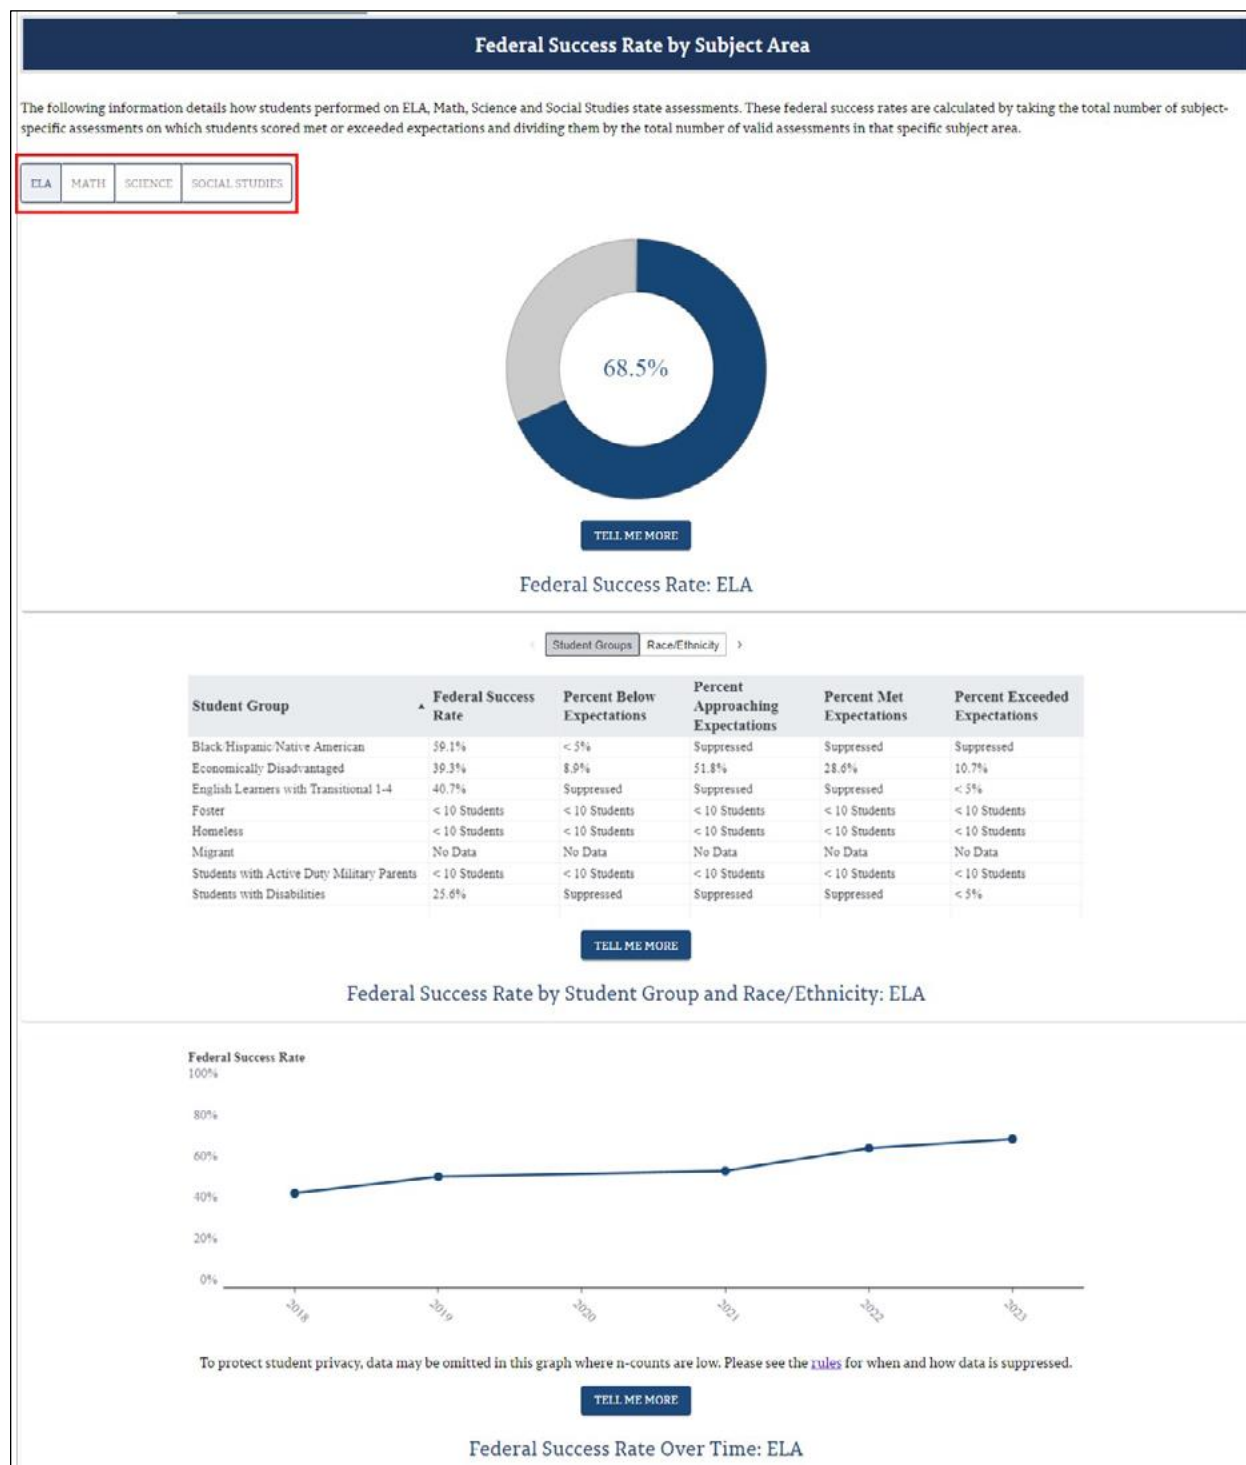 Federal Success Rate by Subject Area
The following information details how students performed on ELA, Math, Science and Social Studies state assessments. These federal success rates are calculated by taking the total number of subject-
specific assessments on which students scored met or exceeded expectations and dividing them by the total number of valid assessments in that specific subject area.
ELA MATH SCIENCE SOCIAL STUDIES
68.5%
TELL ME MORE
Federal Success Rate: ELA
Student Groups Race/Ethnicity
Student Group Federal Success Rate Percent Below Expectations Percent Approaching Expectations Percent Met Expectations Percent Exceeded Expectations
Black/Hispanic/Native American 59.1% < 5% Suppressed Suppressed Suppressed
Economically Disadvantaged 39.3% 8.9% 51.8% 28.6% 10.7%
English Learners with Transitional 1-4 40.7% Suppressed Suppressed Suppressed < 5%
Foster < 10 Students < 10 Students < 10 Students < 10 Students < 10 Students
Homeless < 10 Students < 10 Students < 10 Students < 10 Students < 10 Students
Migrant No Data No Data No Data No Data No Data
Students with Active Duty Military Parents < 10 Students < 10 Students < 10 Students < 10 Students < 10 Students
Students with Disabilities 25.6% Suppressed Suppressed Suppressed < 5%
TELL ME MORE
Federal Success Rate by Student Group and Race/Ethnicity: ELA
Federal Success Rate
100%
80%
60%
40%
20%
0%
2018 2019 2020 2021 2022 2023
To protect student privacy, data may be omitted in this graph where n-counts are low. Please see the rules for when and how data is suppressed.
TELL ME MORE
Federal Success Rate Over Time: ELA